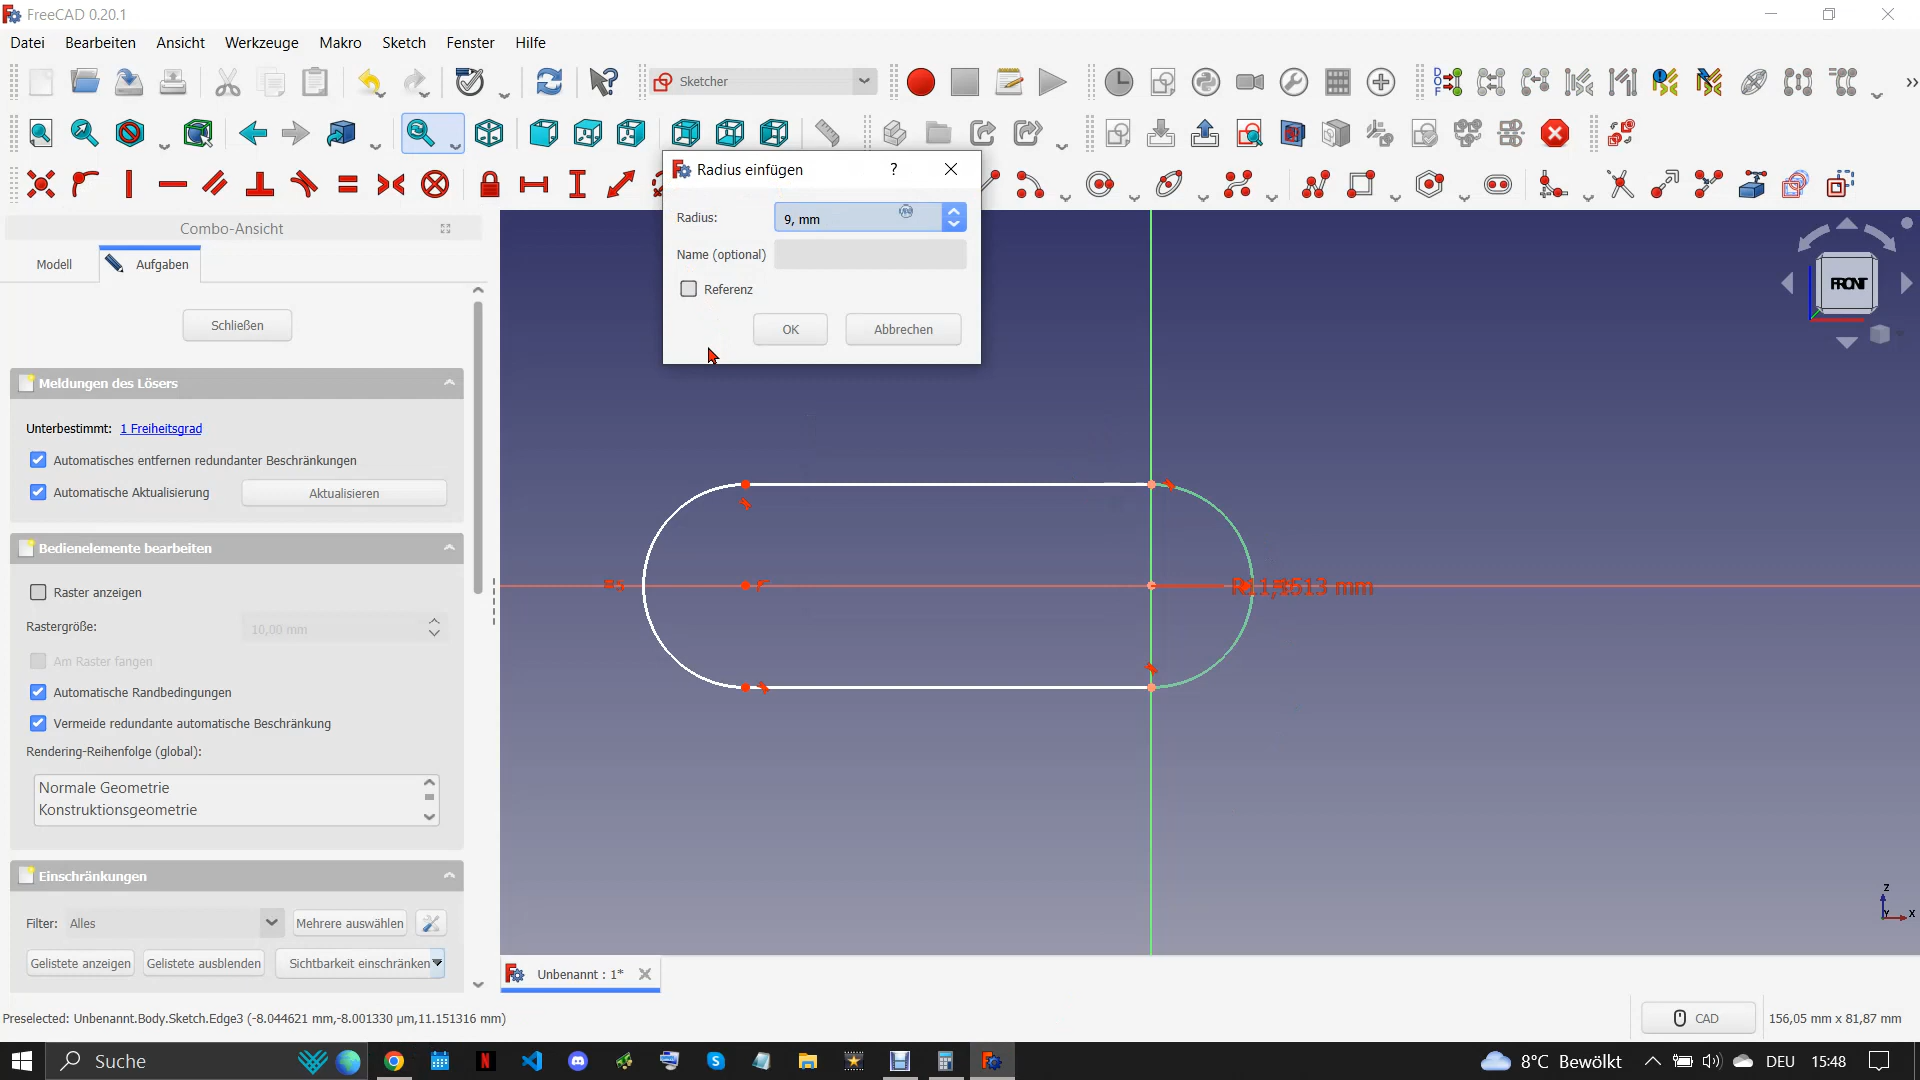 FreeCAD 0.20.1
Datei Bearbeiten Ansicht Werkzeuge Makro Sketch Fenster Hilfe
Sketcher
Radius einfügen ?
Radius: 9, mm
Name (optional)
Referenz
OK Abbrechen
Combo-Ansicht
Modell Aufgaben
Schließen
Meldungen des Lösers
Unterbestimmt: 1 Freiheitsgrad
Automatisches entfernen redundanter Beschränkungen
Automatische Aktualisierung Aktualisieren
Bedienelemente bearbeiten
Raster anzeigen
Rastergröße: 10,00 mm
Am Raster fangen
Automatische Randbedingungen
Vermeide redundante automatische Beschränkung
Rendering-Reihenfolge (global):
Normale Geometrie
Konstruktionsgeometrie
Einschränkungen
Filter: Alles Mehrere auswählen
Gelistete anzeigen Gelistete ausblenden Sichtbarkeit einschränken
FRONT
mm
Z
Y X
Unbenannt : 1*
Preselected: Unbenannt.Body.Sketch.Edge3 (-8.044621 mm,-8.001330 µm,11.151316 mm)
CAD 156,05 mm x 81,87 mm
Suche
8°C Bewölkt DEU 15:48